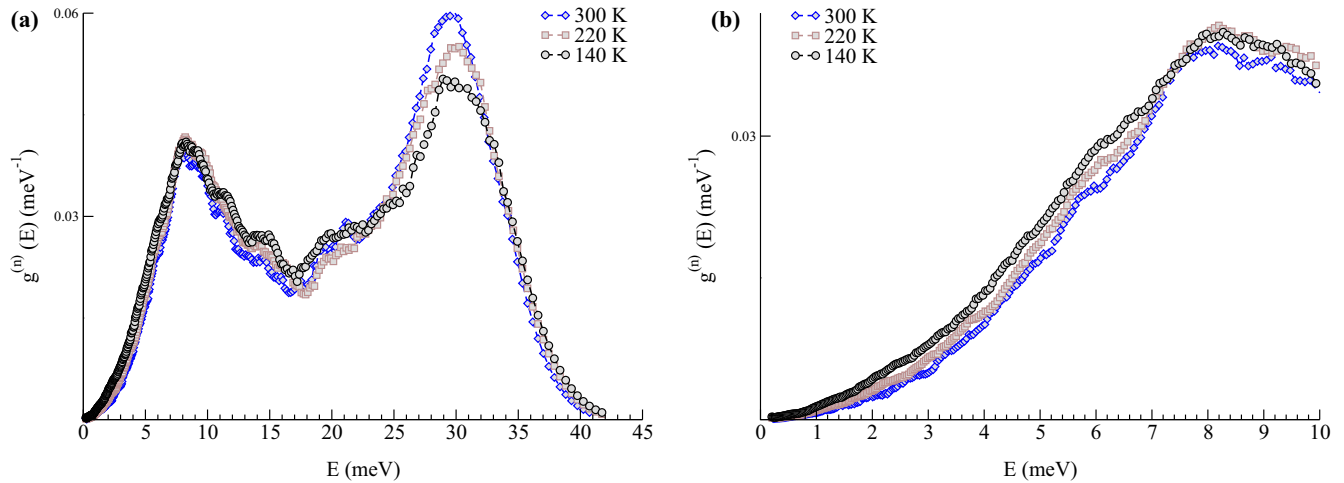 (a)
0.06
300 K
220 K
140 K
0.03
g(n) (E) (meV-1)
0 5 10 15 20 25 30 35 40 45
E (meV)
(b)
300 K
220 K
140 K
0.03
g(n) (E) (meV-1)
0 1 2 3 4 5 6 7 8 9 10
E (meV)